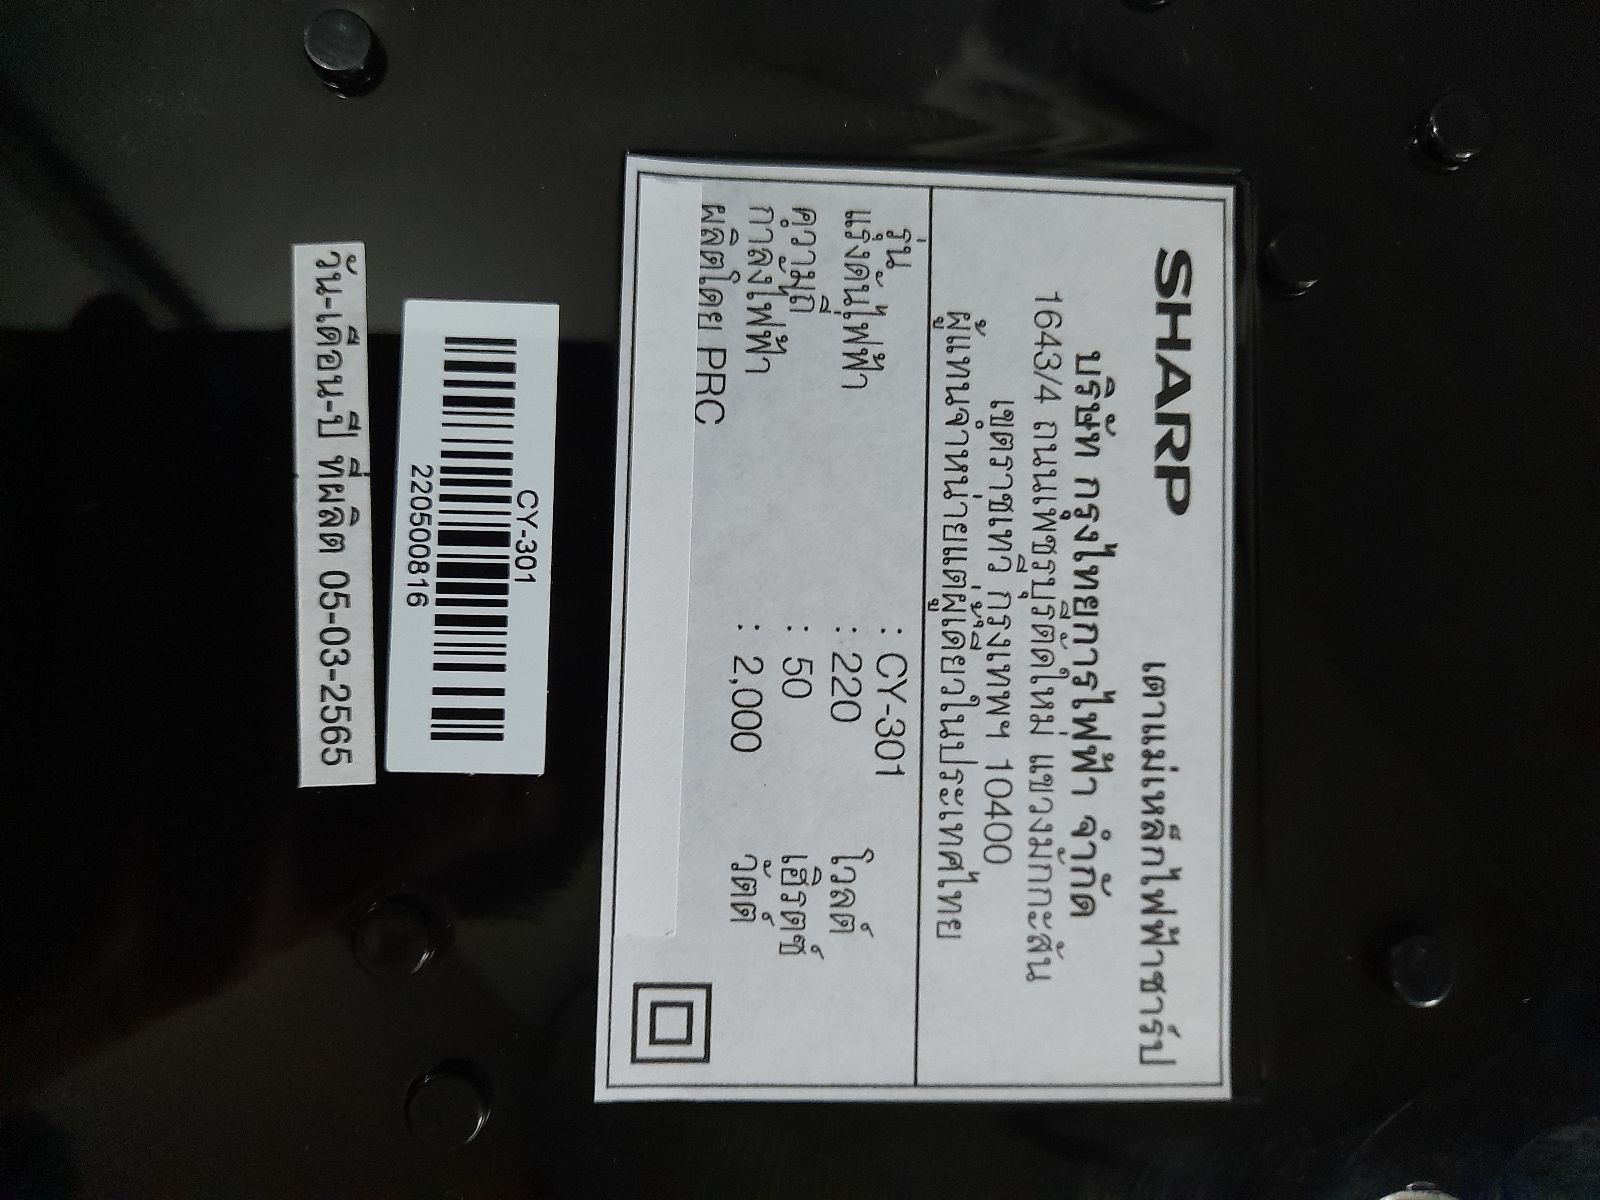 SHARP เตาแม่เหล็กไฟฟ้าชาร์ป
บริษัท กรุงไทยการไฟฟ้า จำกัด
1643/4 ถนนเพชรบุรีตัดใหม่ แขวงมักกะสัน
เขตราชเทวี กรุงเทพฯ 10400
ผู้แทนจำหน่ายแต่ผู้เดียวในประเทศไทย
รุ่น : CY-301
แรงดันไฟฟ้า : 220 โวลต์
ความถี่ : 50 เฮิรตซ์
กำลังไฟฟ้า : 2,000 วัตต์
ผลิตโดย PRC
CY-301
220500816
วัน-เดือน-ปี ที่ผลิต 05-03-2565